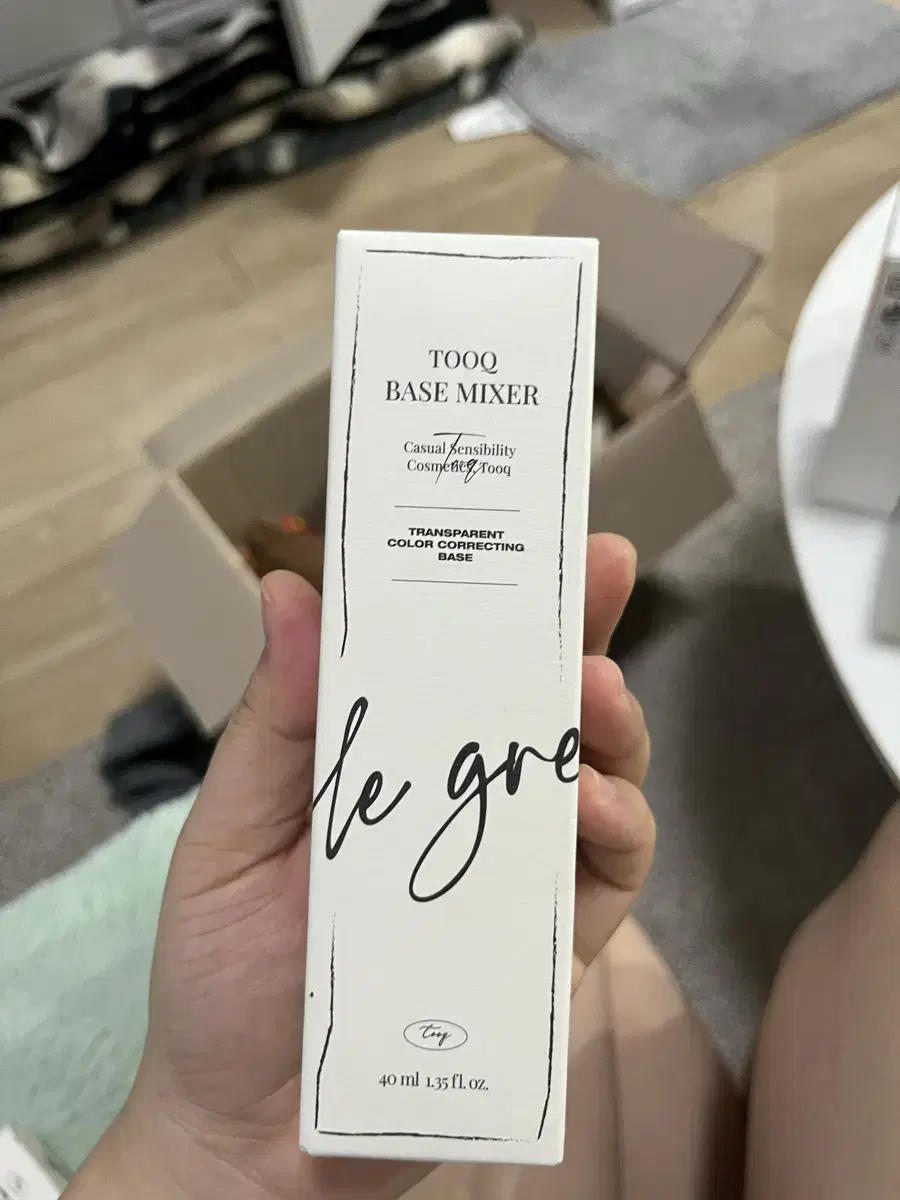 TOOQ
BASE MIXER
Casual Sensibility
Cosmetics, Tooq
Tooq
TRANSPARENT
COLOR CORRECTING
BASE
le gre
tooq
40 ml 1.35 fl. oz.